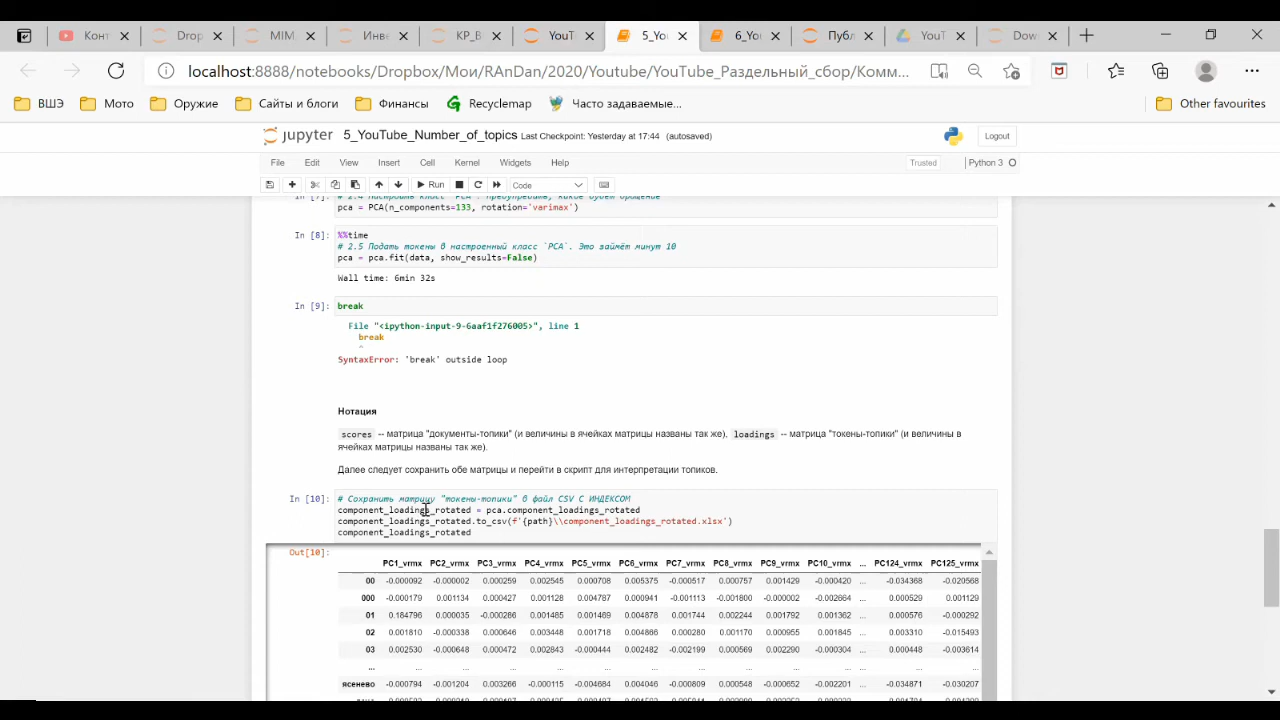 Конт
Drop
MIM
Инве
KP_B
YouT
5_You
6_You
Публ
YouT
Dow
localhost:8888/notebooks/Dropbox/Мои/RAnDan/2020/Youtube/YouTube_Раздельный_сбор/Комм...
ВШЭ
Мото
Оружие
Сайты и блоги
Финансы
Recyclemap
Часто задаваемые...
Other favourites
jupyter 5_YouTube_Number_of_topics Last Checkpoint: Yesterday at 17:44 (autosaved)
Logout
File Edit View Insert Cell Kernel Widgets Help
Trusted
Python 3
Run
Code
In [7]:
pca = PCA(n_components=133, rotation='varimax')
In [8]: %%time
# 2.5 Подать токены в настроенный класс `PCA`. Это займёт минут 10
pca = pca.fit(data, show_results=False)
Wall time: 6min 32s
In [9]: break
File "<ipython-input-9-6aaf1f276005>", line 1
break
^
SyntaxError: 'break' outside loop
Нотация
scores -- матрица "документы-топики" (и величины в ячейках матрицы названы так же), loadings -- матрица "токены-топики" (и величины в
ячейках матрицы названы так же).
Далее следует сохранить обе матрицы и перейти в скрипт для интерпретации топиков.
In [10]: # Сохранить матрицу "токены-топики" в файл CSV С ИНДЕКСОМ
component_loadings_rotated = pca.component_loadings_rotated
component_loadings_rotated.to_csv(f'{path}\\component_loadings_rotated.xlsx')
component_loadings_rotated
Out[10]:
PC1_vrmx PC2_vrmx PC3_vrmx PC4_vrmx PC5_vrmx PC6_vrmx PC7_vrmx PC8_vrmx PC9_vrmx PC10_vrmx ... PC124_vrmx PC125_vrmx
00 -0.000092 -0.000002 0.000259 0.002545 0.000708 0.005375 -0.000517 0.000757 0.001429 -0.000420 ... -0.034368 -0.020568
000 -0.000179 0.001134 0.000427 0.001128 0.004787 0.000941 -0.001113 -0.001800 -0.000002 -0.002664 ... 0.000529 0.001129
01 0.184796 0.000035 -0.000286 0.001485 0.001489 0.004878 0.001744 0.002244 0.001792 0.001362 ... 0.000576 -0.000292
02 0.001810 -0.000338 0.000646 0.003448 0.001718 0.004866 0.000280 0.001170 0.000955 0.001845 ... 0.003310 -0.015493
03 0.002530 -0.000648 0.000472 0.002843 -0.000444 0.002482 -0.002199 0.000569 0.002290 -0.000304 ... 0.000448 -0.003614
... ... ... ... ... ... ... ... ... ... ... ... ... ...
ясенево -0.000794 -0.001204 0.003266 -0.000115 -0.004684 0.004046 -0.000809 0.000548 -0.000652 -0.002201 ... -0.034871 -0.030207